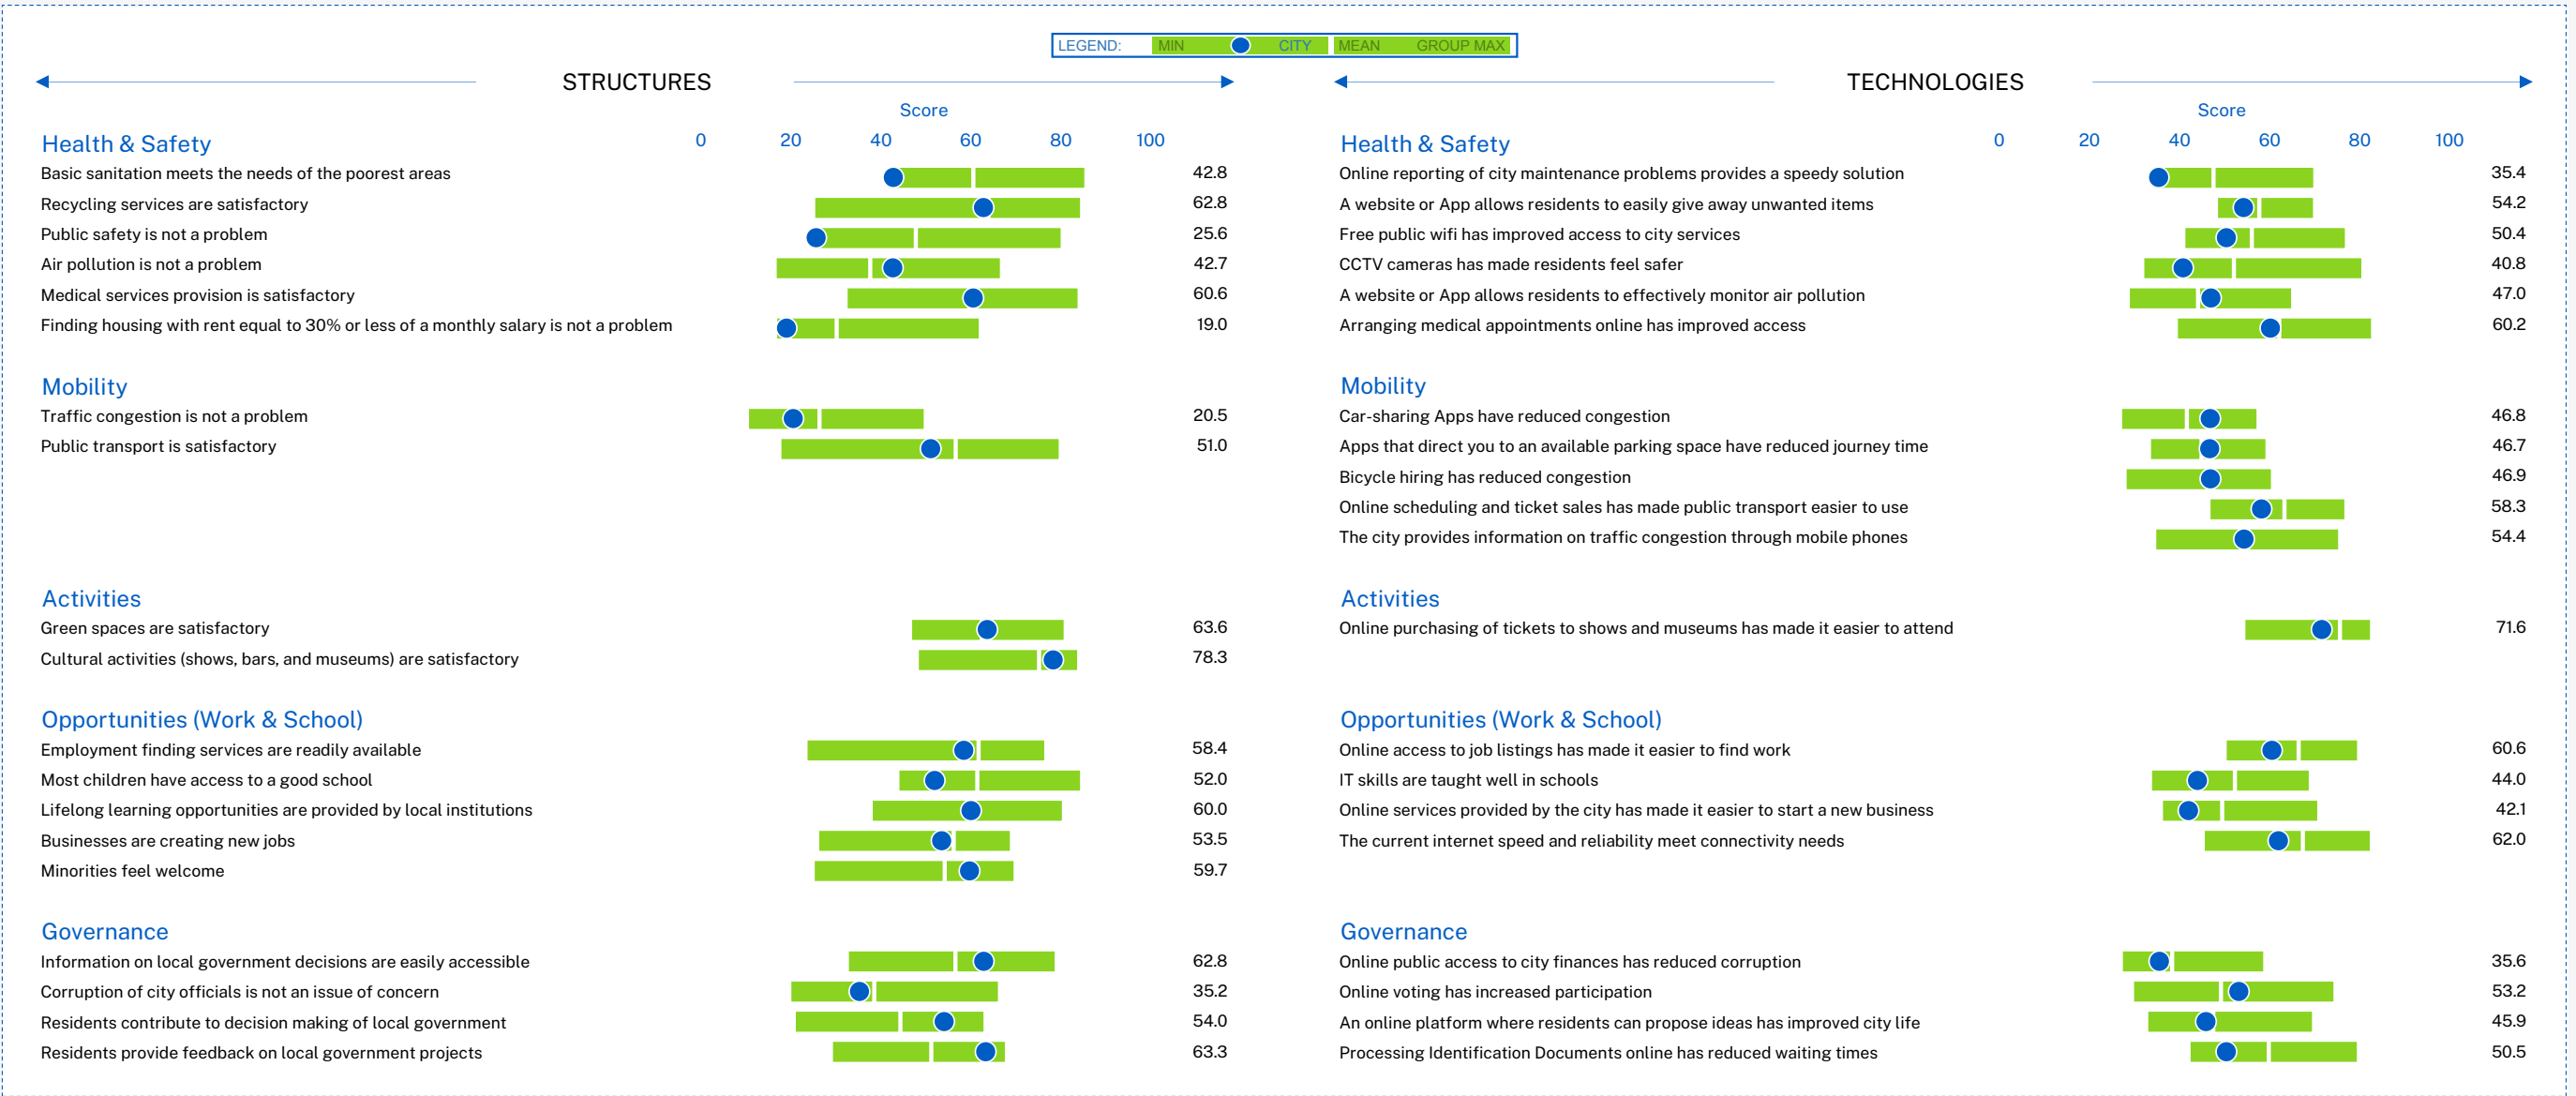 LEGEND: MIN CITY MEAN GROUP MAX
STRUCTURES
Score
Health & Safety 0 20 40 60 80 100
Basic sanitation meets the needs of the poorest areas 42.8
Recycling services are satisfactory 62.8
Public safety is not a problem 25.6
Air pollution is not a problem 42.7
Medical services provision is satisfactory 60.6
Finding housing with rent equal to 30% or less of a monthly salary is not a problem 19.0
Mobility
Traffic congestion is not a problem 20.5
Public transport is satisfactory 51.0
Activities
Green spaces are satisfactory 63.6
Cultural activities (shows, bars, and museums) are satisfactory 78.3
Opportunities (Work & School)
Employment finding services are readily available 58.4
Most children have access to a good school 52.0
Lifelong learning opportunities are provided by local institutions 60.0
Businesses are creating new jobs 53.5
Minorities feel welcome 59.7
Governance
Information on local government decisions are easily accessible 62.8
Corruption of city officials is not an issue of concern 35.2
Residents contribute to decision making of local government 54.0
Residents provide feedback on local government projects 63.3
TECHNOLOGIES
Score
Health & Safety 0 20 40 60 80 100
Online reporting of city maintenance problems provides a speedy solution 35.4
A website or App allows residents to easily give away unwanted items 54.2
Free public wifi has improved access to city services 50.4
CCTV cameras has made residents feel safer 40.8
A website or App allows residents to effectively monitor air pollution 47.0
Arranging medical appointments online has improved access 60.2
Mobility
Car-sharing Apps have reduced congestion 46.8
Apps that direct you to an available parking space have reduced journey time 46.7
Bicycle hiring has reduced congestion 46.9
Online scheduling and ticket sales has made public transport easier to use 58.3
The city provides information on traffic congestion through mobile phones 54.4
Activities
Online purchasing of tickets to shows and museums has made it easier to attend 71.6
Opportunities (Work & School)
Online access to job listings has made it easier to find work 60.6
IT skills are taught well in schools 44.0
Online services provided by the city has made it easier to start a new business 42.1
The current internet speed and reliability meet connectivity needs 62.0
Governance
Online public access to city finances has reduced corruption 35.6
Online voting has increased participation 53.2
An online platform where residents can propose ideas has improved city life 45.9
Processing Identification Documents online has reduced waiting times 50.5